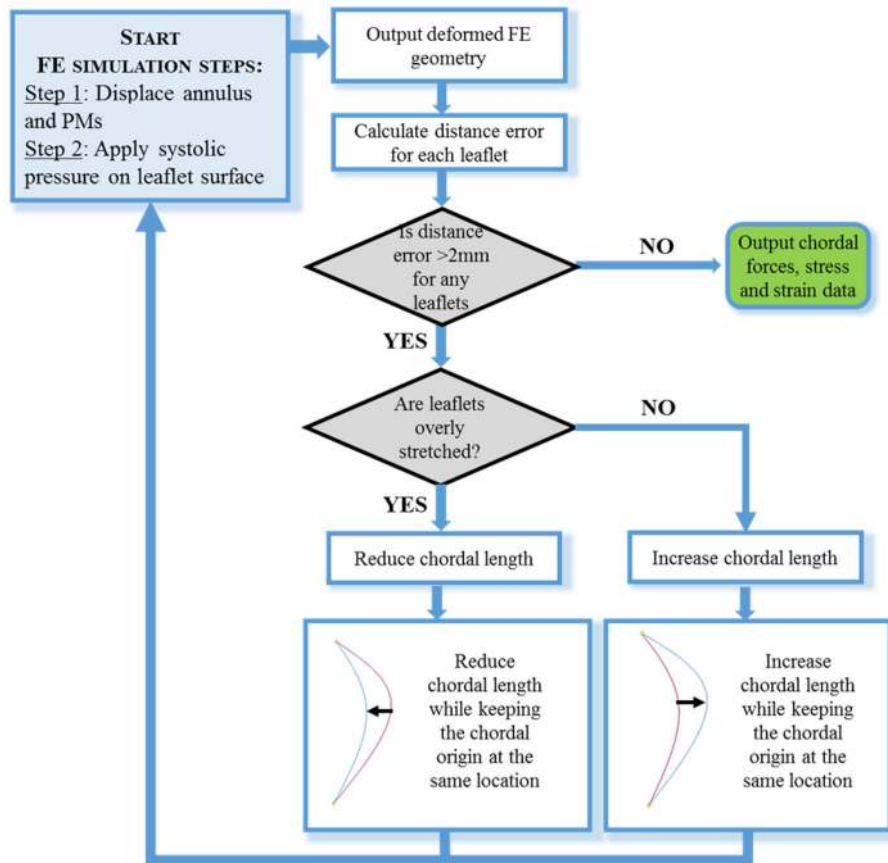 START
FE SIMULATION STEPS:
Step 1: Displace annulus
and PMs
Step 2: Apply systolic
pressure on leaflet surface
Output deformed FE
geometry
Calculate distance error
for each leaflet
Is distance
error >2mm
for any
leaflets
NO
Output chordal
forces, stress
and strain data
YES
Are leaflets
overly
stretched?
NO
YES
Reduce chordal length
Increase chordal length
Reduce
chordal length
while keeping
the chordal
origin at the
same location
Increase
chordal length
while keeping
the chordal
origin at the
same location